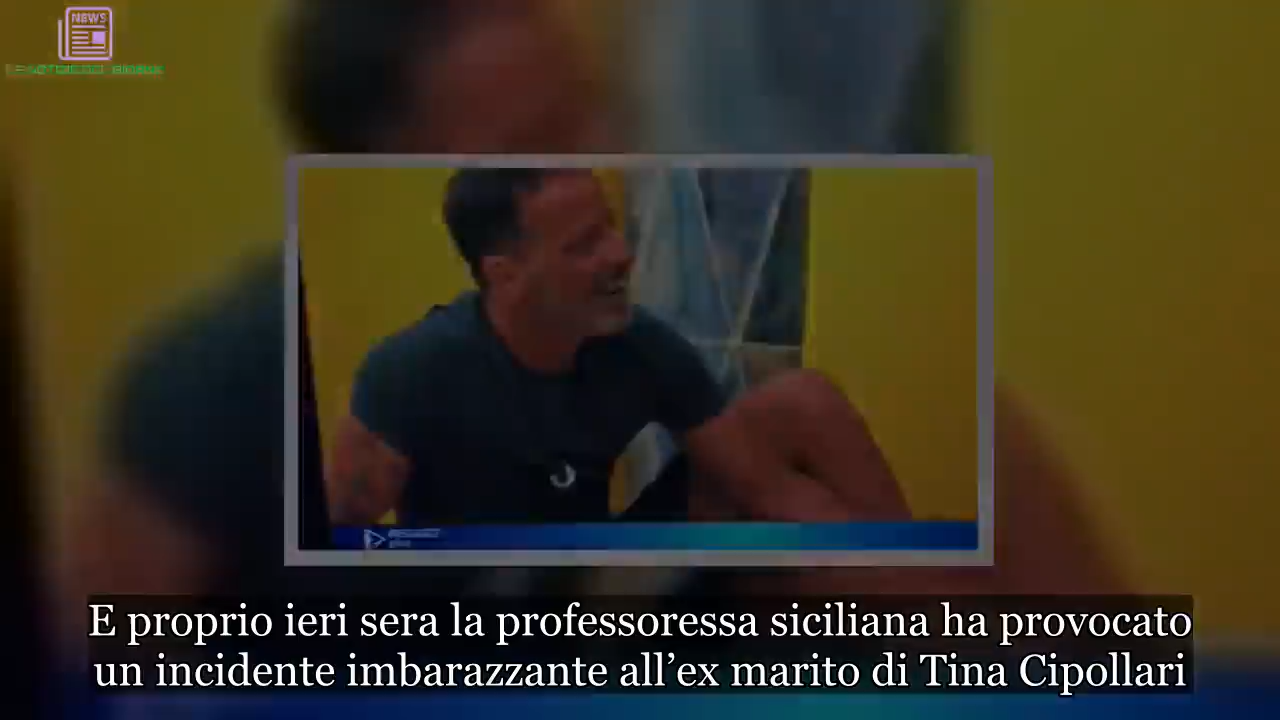 NEWS
E proprio ieri sera la professoressa siciliana ha provocato
un incidente imbarazzante all’ex marito di Tina Cipollari